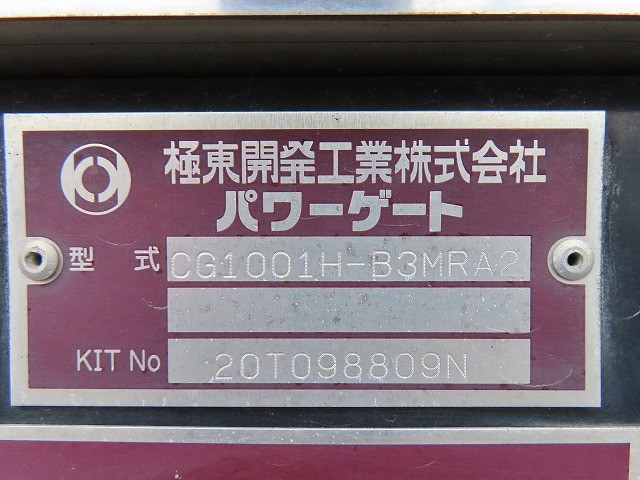 極東開発工業株式会社
パワーゲート
型式 CG1001H-B3MRA2
KIT No 20T098809N